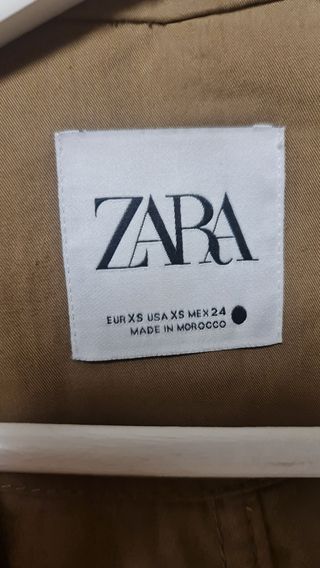 ZARA
EUR XS USA XS MEX 24
MADE IN MOROCCO